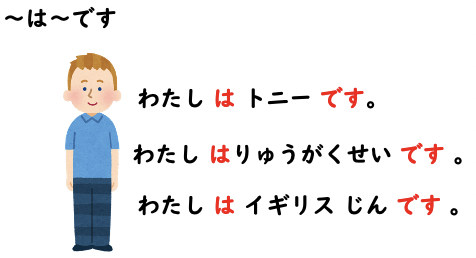 ～は～です
わたし は トニー です。
わたし はりゅうがくせい です 。
わたし は イギリス じん です 。